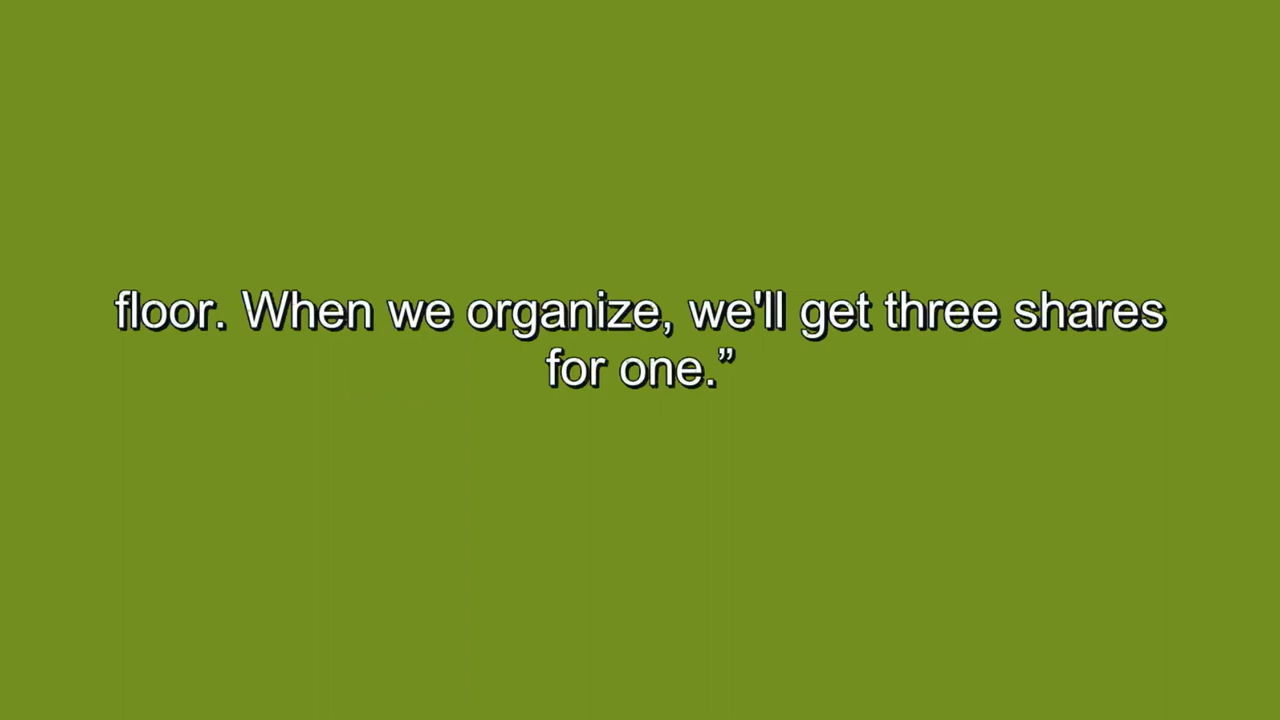 floor. When we organize, we'll get three shares
for one.”